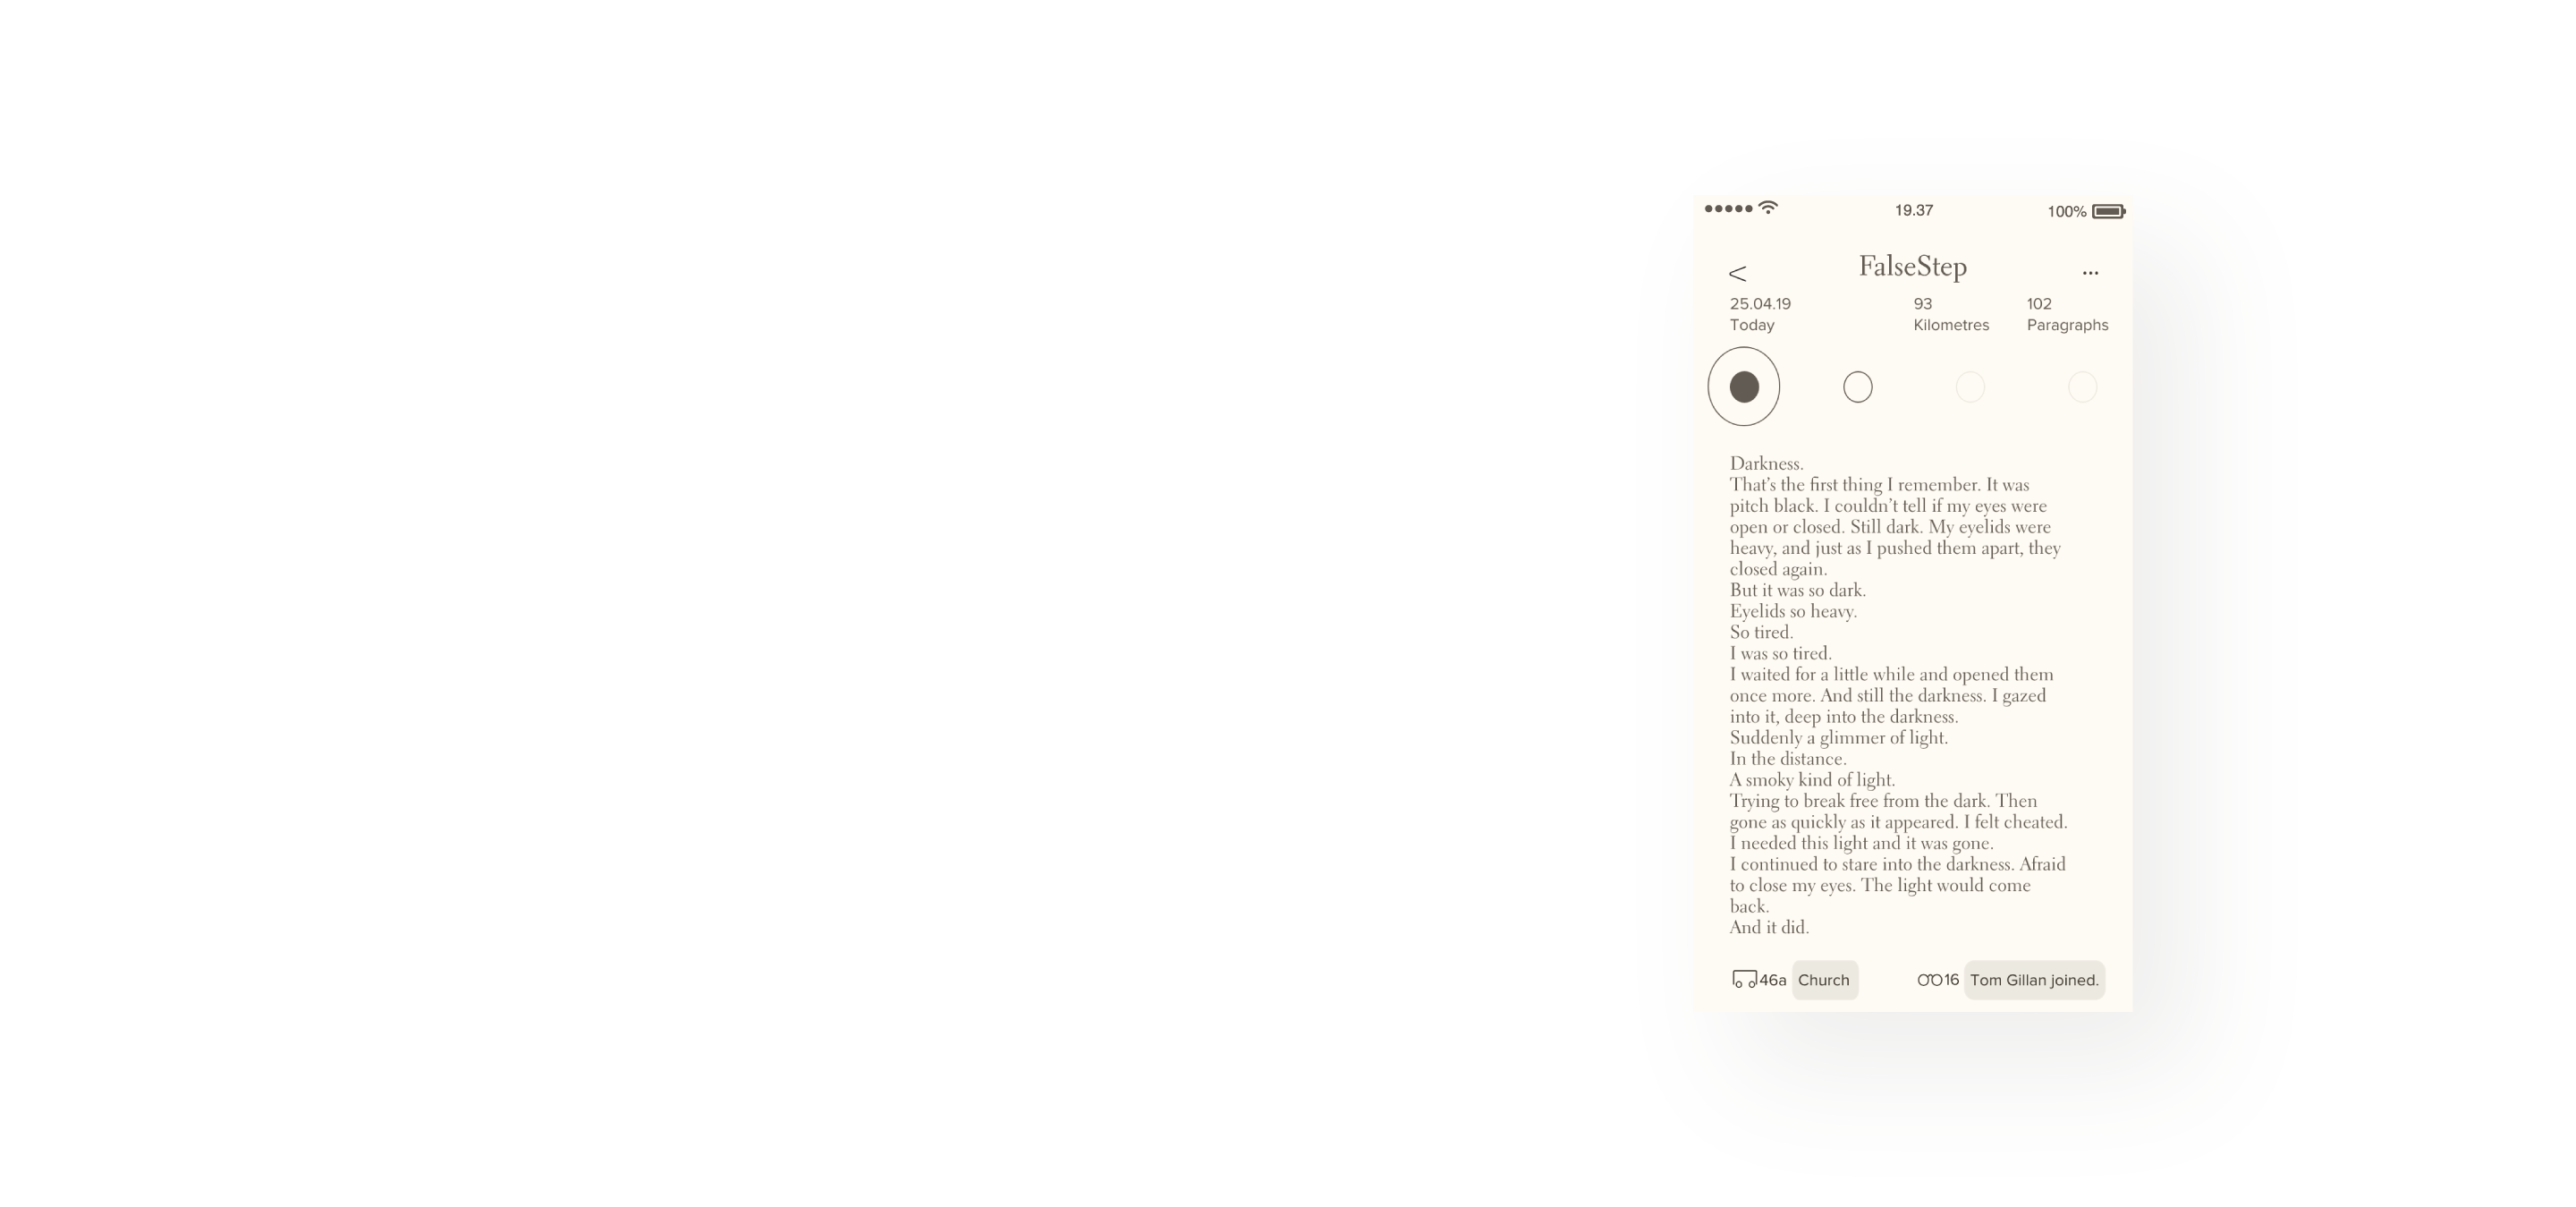 19.37
100%
<
FalseStep
...
25.04.19
Today
93
Kilometres
102
Paragraphs
Darkness.
That’s the first thing I remember. It was
pitch black. I couldn’t tell if my eyes were
open or closed. Still dark. My eyelids were
heavy, and just as I pushed them apart, they
closed again.
But it was so dark.
Eyelids so heavy.
So tired.
I was so tired.
I waited for a little while and opened them
once more. And still the darkness. I gazed
into it, deep into the darkness.
Suddenly a glimmer of light.
In the distance.
A smoky kind of light.
Trying to break free from the dark. Then
gone as quickly as it appeared. I felt cheated.
I needed this light and it was gone.
I continued to stare into the darkness. Afraid
to close my eyes. The light would come
back.
And it did.
46a Church
16 Tom Gillan joined.